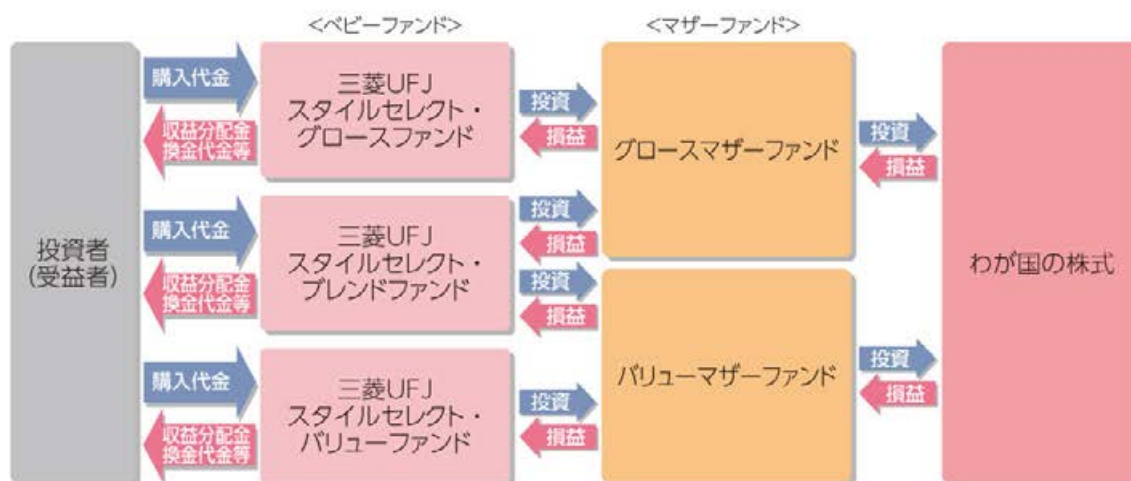 <ベビーファンド>
<マザーファンド>
投資者
(受益者)
購入代金
収益分配金
換金代金等
三菱UFJ
スタイルセレクト・
グロースファンド
投資
損益
購入代金
収益分配金
換金代金等
三菱UFJ
スタイルセレクト・
ブレンドファンド
投資
損益
投資
損益
購入代金
収益分配金
換金代金等
三菱UFJ
スタイルセレクト・
バリューファンド
投資
損益
グロースマザーファンド
投資
損益
バリューマザーファンド
投資
損益
わが国の株式